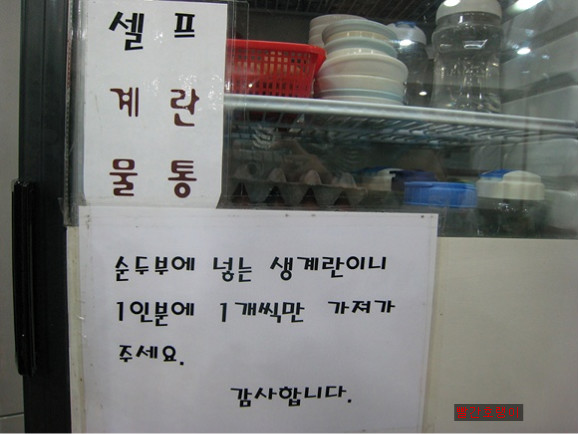 셀프
계란
물통
순두부에 넣는 생계란이니
1인분에 1개씩만 가져가
주세요.
감사합니다.